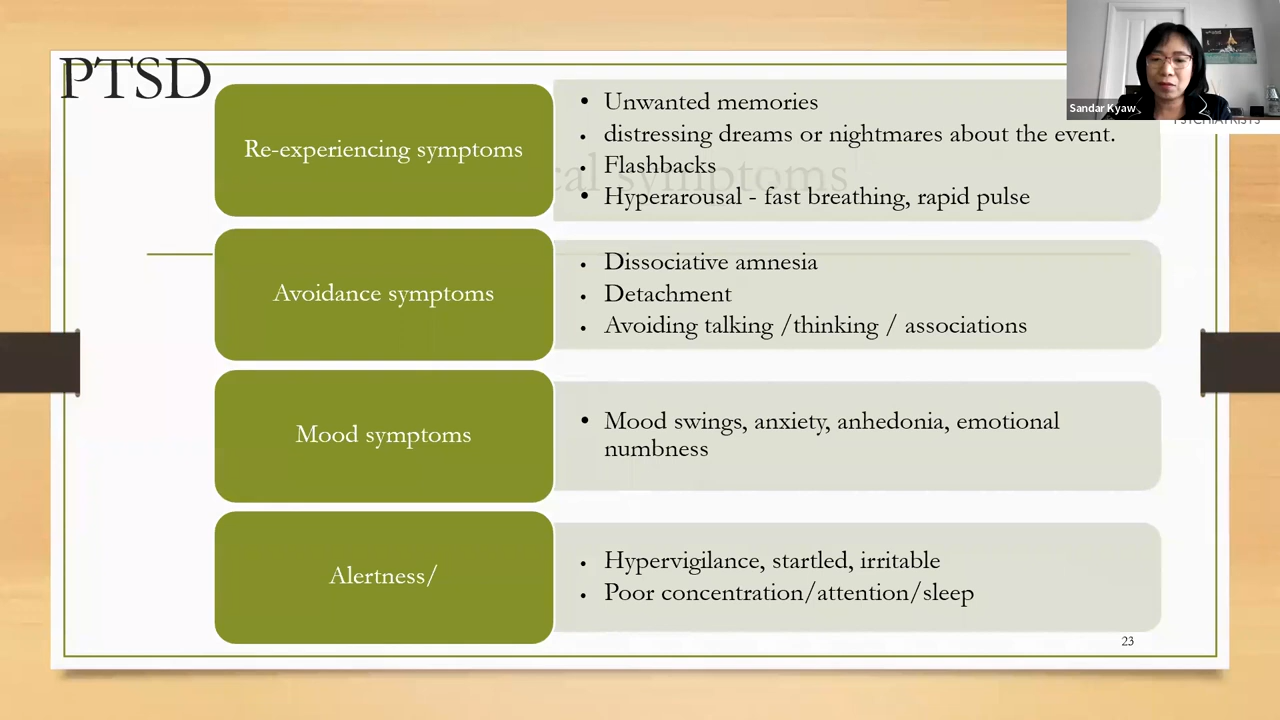 PTSD
Re-experiencing symptoms
• Unwanted memories
• distressing dreams or nightmares about the event.
• Flashbacks
• Hyperarousal - fast breathing, rapid pulse
symptoms
Avoidance symptoms
• Dissociative amnesia
• Detachment
• Avoiding talking /thinking / associations
Mood symptoms
• Mood swings, anxiety, anhedonia, emotional
numbness
Alertness/
• Hypervigilance, startled, irritable
• Poor concentration/attention/sleep
23
Sandar Kyaw
PSYCHIATRISTS